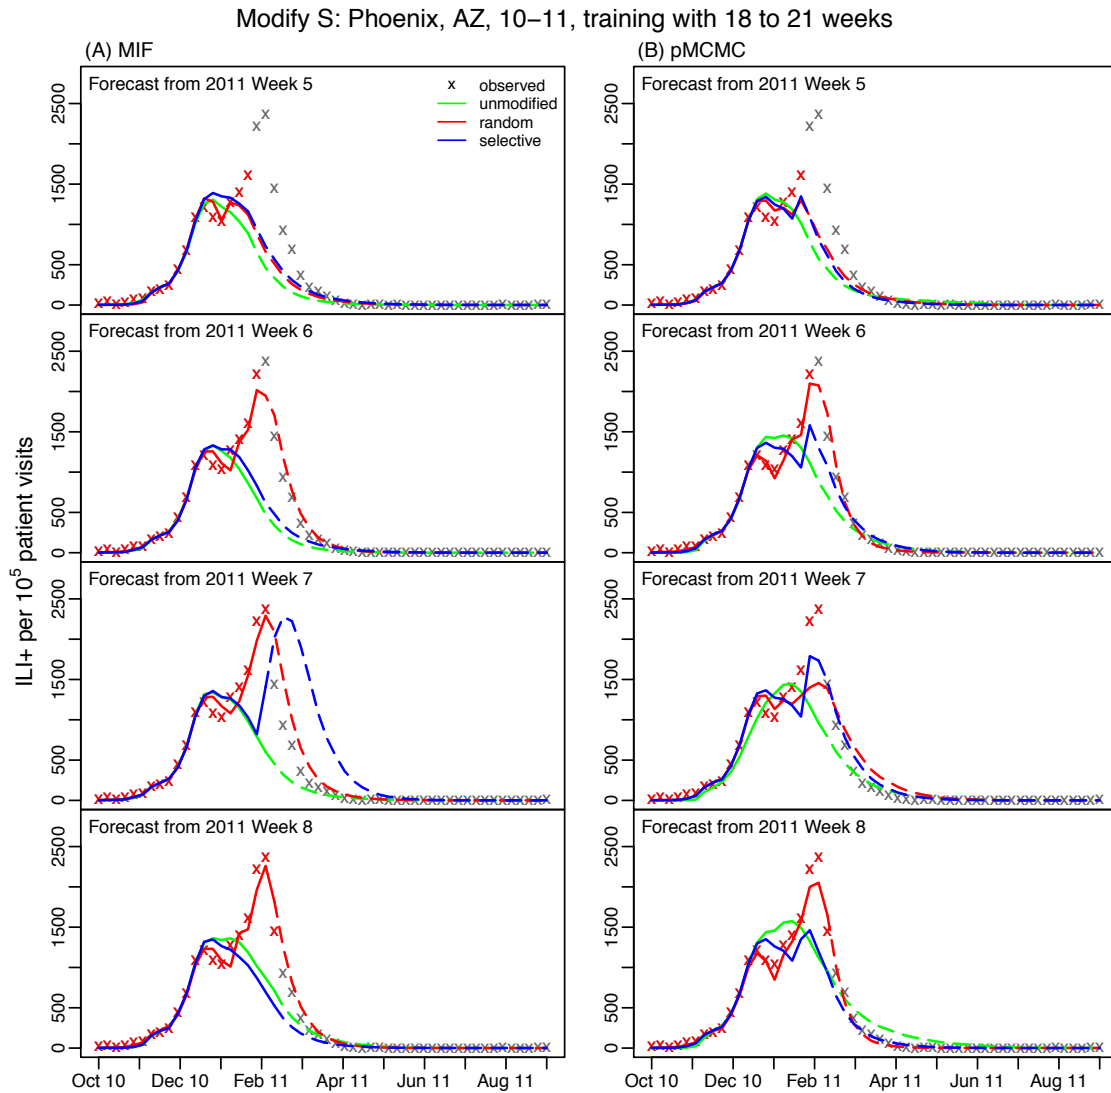 Modify S: Phoenix, AZ, 10−11, training with 18 to 21 weeks
(A) MIF
(B) pMCMC
ILI+ per 10^5 patient visits
Forecast from 2011 Week 5
x observed
unmodified
random
selective
2500
1500
500
0
Forecast from 2011 Week 5
2500
1500
500
0
Forecast from 2011 Week 6
2500
1500
500
0
Forecast from 2011 Week 6
2500
1500
500
0
Forecast from 2011 Week 7
2500
1500
500
0
Forecast from 2011 Week 7
2500
1500
500
0
Forecast from 2011 Week 8
2500
1500
500
0
Forecast from 2011 Week 8
2500
1500
500
0
Oct 10 Dec 10 Feb 11 Apr 11 Jun 11 Aug 11
Oct 10 Dec 10 Feb 11 Apr 11 Jun 11 Aug 11